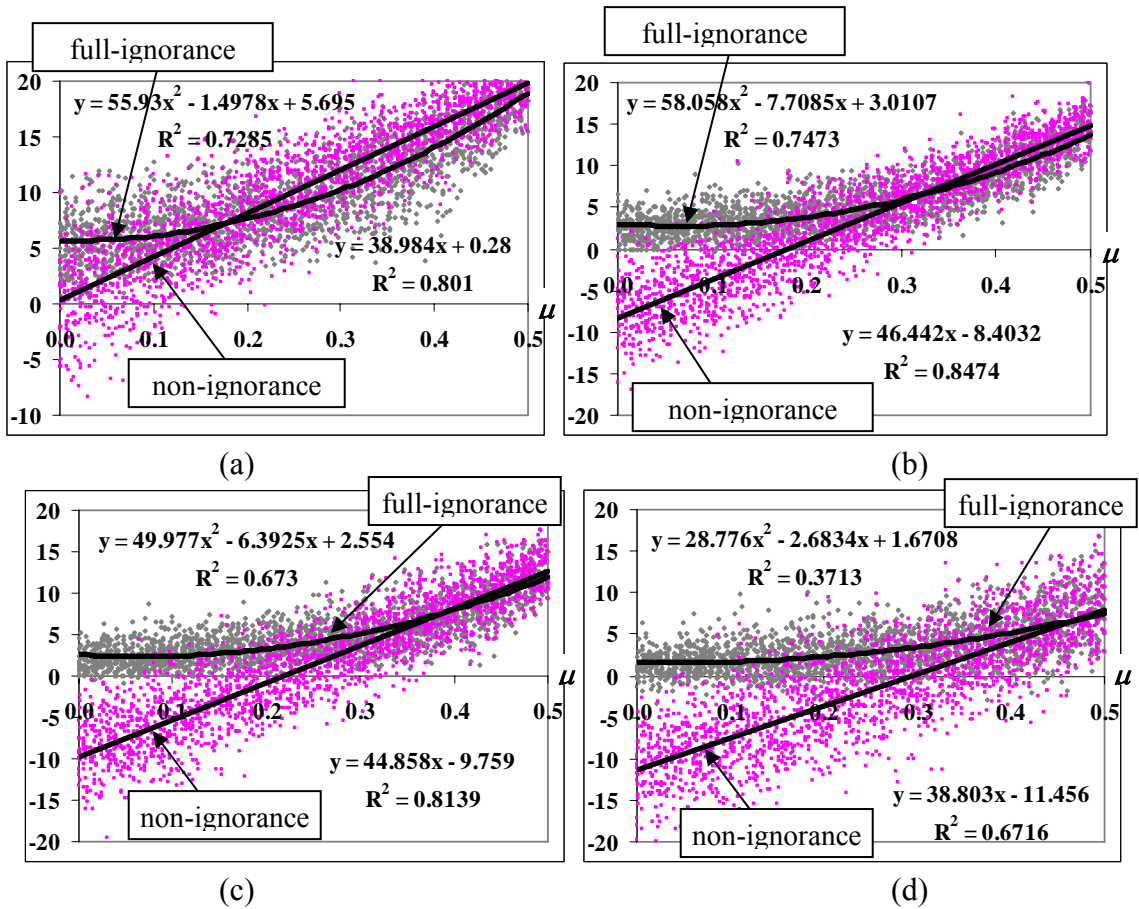 full-ignorance
20
15
10
5
0
-5
-10
y = 55.93x² - 1.4978x + 5.695
R² = 0.7285
y = 38.984x + 0.28
R² = 0.801
0.0 0.1 0.2 0.3 0.4 0.5
μ
non-ignorance
(a)
full-ignorance
20
15
10
5
0
-5
-10
-15
-20
y = 58.058x² - 7.7085x + 3.0107
R² = 0.7473
0.0 0.1 0.2 0.3 0.4 0.5
μ
y = 46.442x - 8.4032
R² = 0.8474
non-ignorance
(b)
full-ignorance
20
15
10
5
0
-5
-10
-15
-20
y = 49.977x² - 6.3925x + 2.554
R² = 0.673
0.0 0.1 0.2 0.3 0.4 0.5
μ
y = 44.858x - 9.759
R² = 0.8139
non-ignorance
(c)
full-ignorance
20
15
10
5
0
-5
-10
-15
-20
y = 28.776x² - 2.6834x + 1.6708
R² = 0.3713
0.0 0.1 0.2 0.3 0.4 0.5
μ
y = 38.803x - 11.456
R² = 0.6716
non-ignorance
(d)